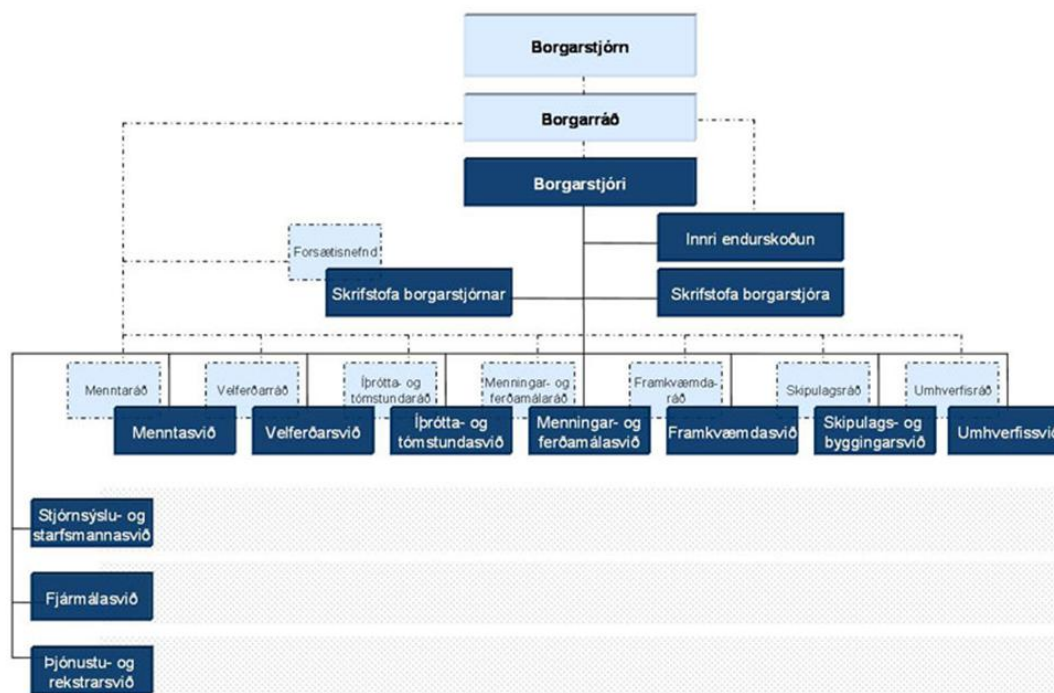 Borgarstjórn
Borgarráð
Borgarstjóri
Innri endurskoðun
Forsætisnefnd
Skrifstofa borgarstjórnar
Skrifstofa borgarstjóra
Menntaráð
Velferðarráð
Íþrótta- og
tómstundaráð
Menningar- og
ferðamálaráð
Framkvæmda-
ráð
Skipulagsráð
Umhverfisráð
Menntasvið
Velferðarsvið
Íþrótta- og
tómstundasvið
Menningar- og
ferðamálasvið
Framkvæmdasvið
Skipulags- og
byggingarsvið
Umhverfissvið
Stjórnsýslu- og
starfsmannasvið
Fjármálasvið
Þjónustu- og
rekstrarsvið